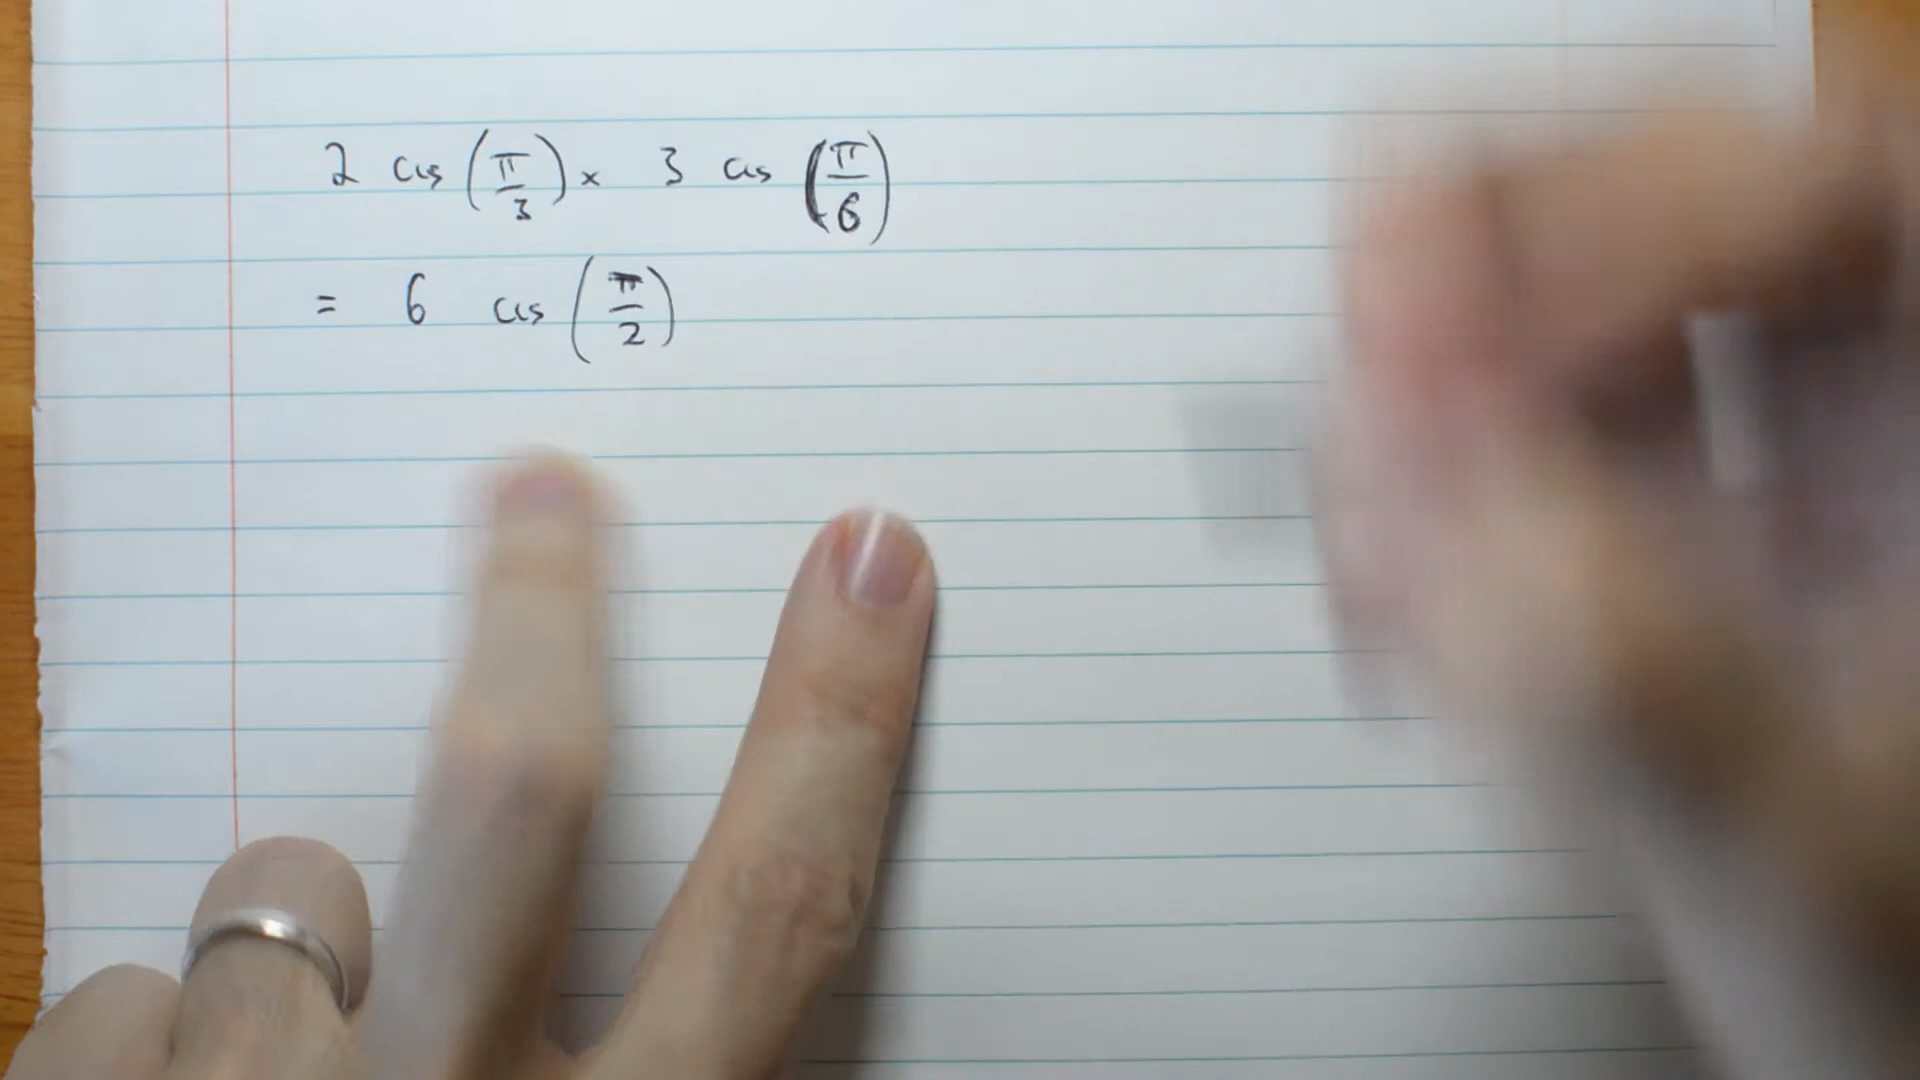 2 cis (π/3) × 3 cis (π/6)
= 6 cis (π/2)